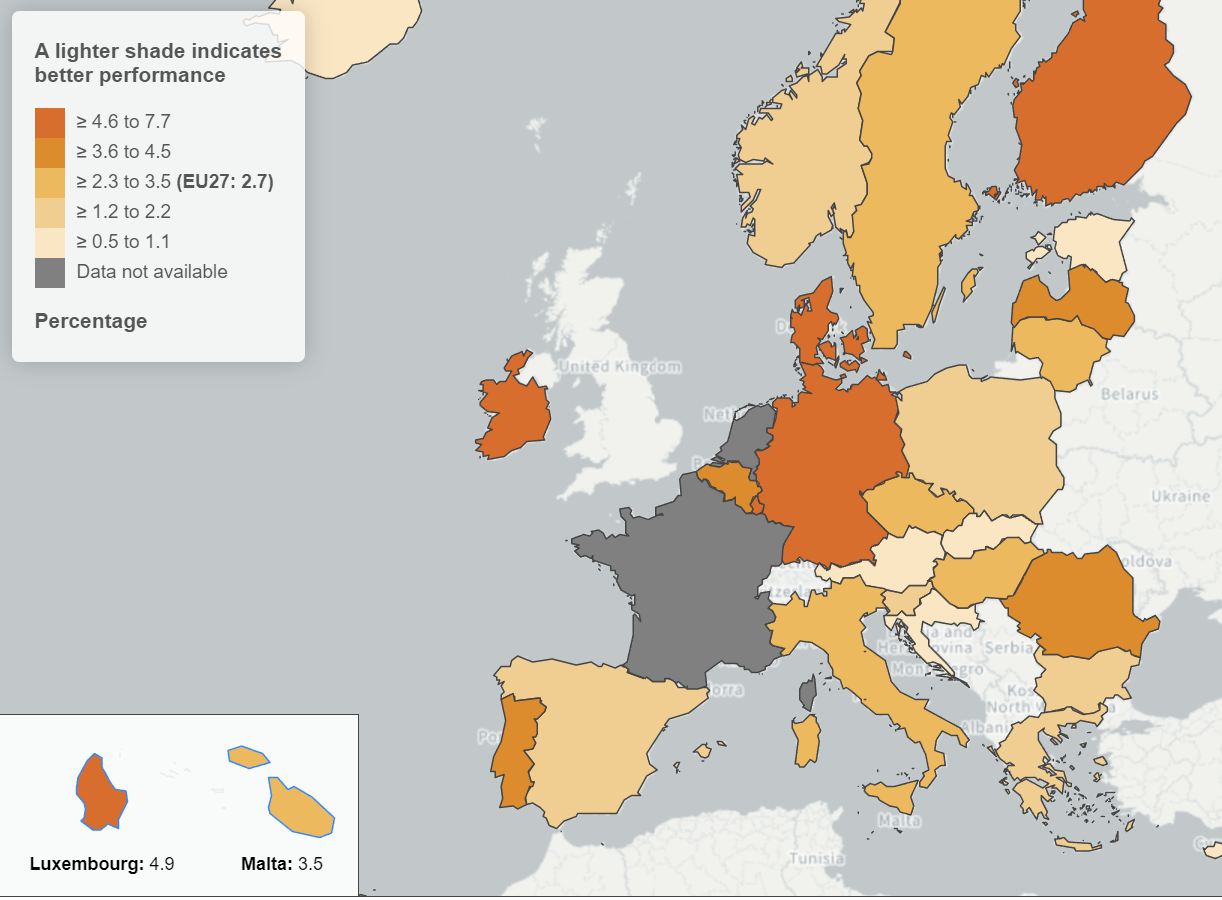 A lighter shade indicates
better performance
≥ 4.6 to 7.7
≥ 3.6 to 4.5
≥ 2.3 to 3.5 (EU27: 2.7)
≥ 1.2 to 2.2
≥ 0.5 to 1.1
Data not available
Percentage
United Kingdom
Belarus
Ukraine
Serbia
Malta
Tunisia
Luxembourg: 4.9
Malta: 3.5